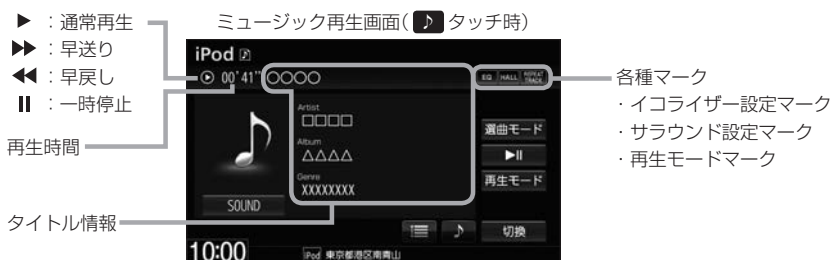 ▶ ：通常再生
▶▶ ：早送り
◀◀ ：早戻し
II ：一時停止
再生時間
タイトル情報
ミュージック再生画面( ♪ タッチ時)
iPod ♪
00'41" ○○○○
EQ HALL REPEAT TRACK
Artist
□□□□
Album
△△△△
Genre
XXXXXXXX
SOUND
選曲モード
▶II
再生モード
切換
10:00
iPod 東京都港区南青山
各種マーク
・イコライザー設定マーク
・サラウンド設定マーク
・再生モードマーク